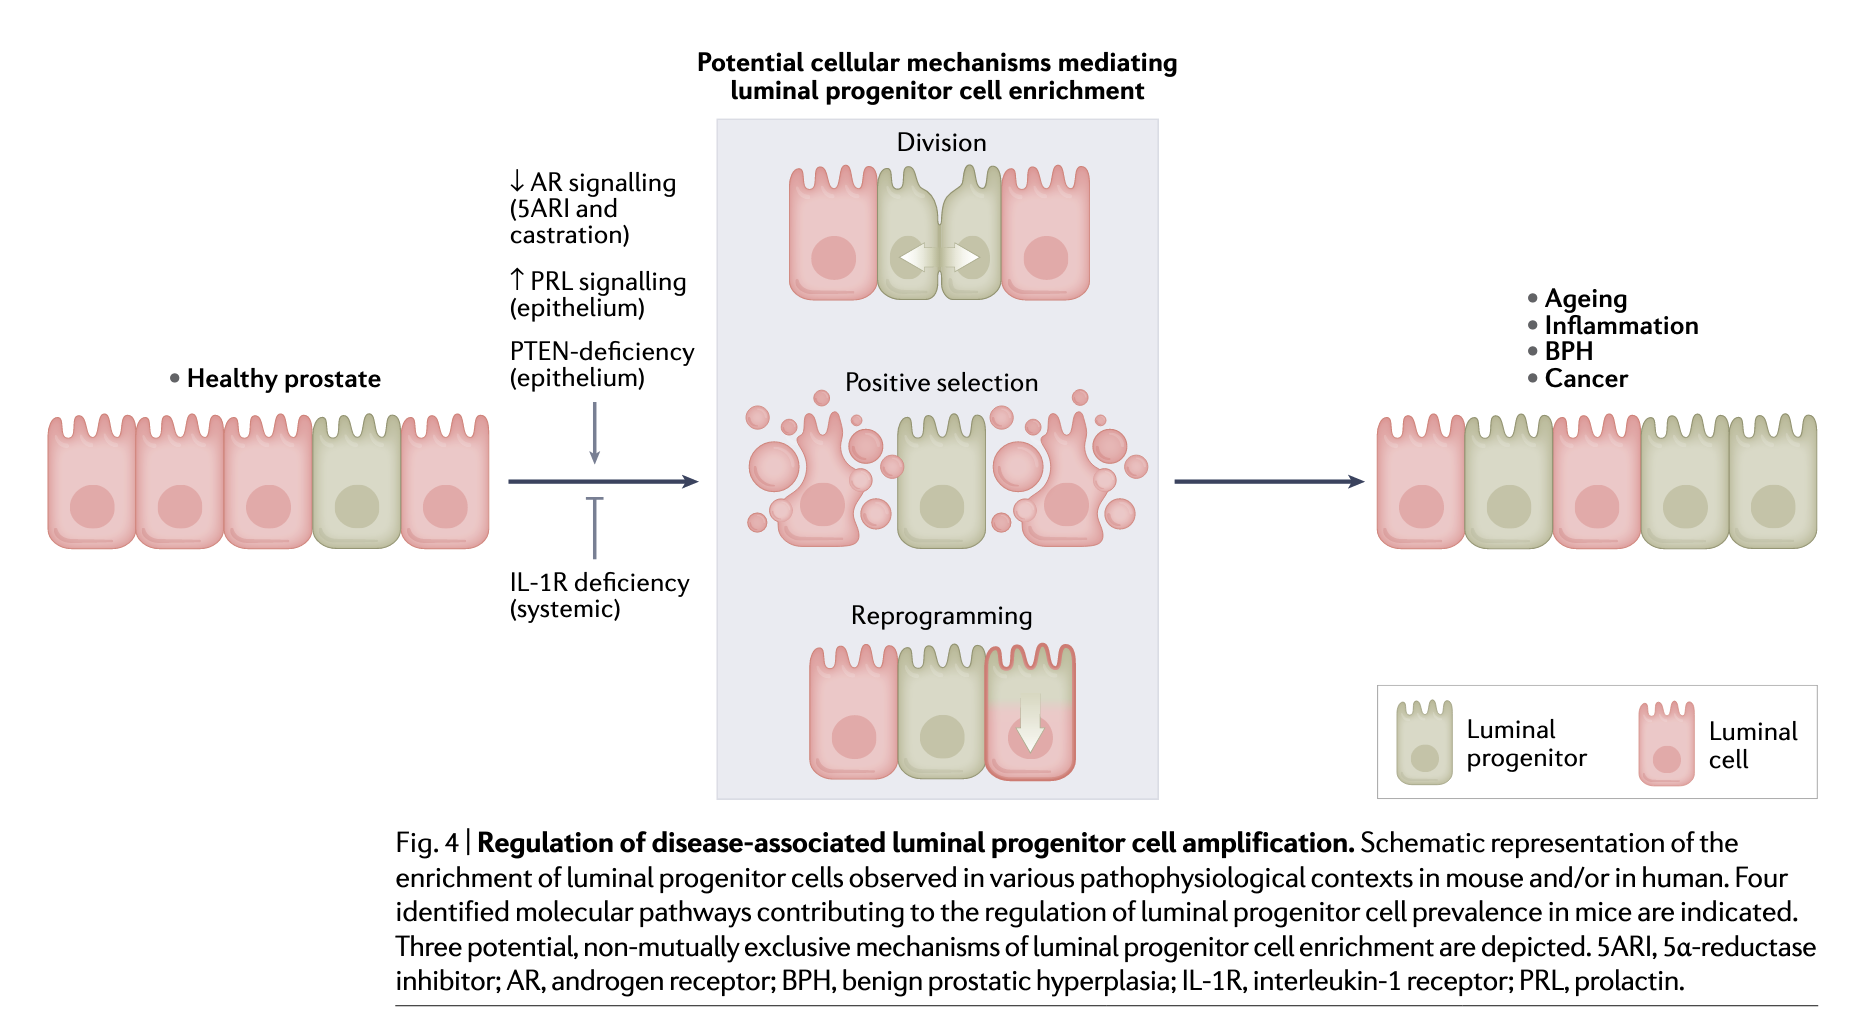 Potential cellular mechanisms mediating
luminal progenitor cell enrichment
Division
↓ AR signalling
(5ARI and
castration)
↑ PRL signalling
(epithelium)
PTEN-deficiency
(epithelium)
• Healthy prostate
IL-1R deficiency
(systemic)
Positive selection
Reprogramming
• Ageing
• Inflammation
• BPH
• Cancer
Luminal
progenitor
Luminal
cell
Fig. 4 | Regulation of disease-associated luminal progenitor cell amplification. Schematic representation of the
enrichment of luminal progenitor cells observed in various pathophysiological contexts in mouse and/or in human. Four
identified molecular pathways contributing to the regulation of luminal progenitor cell prevalence in mice are indicated.
Three potential, non-mutually exclusive mechanisms of luminal progenitor cell enrichment are depicted. 5ARI, 5α-reductase
inhibitor; AR, androgen receptor; BPH, benign prostatic hyperplasia; IL-1R, interleukin-1 receptor; PRL, prolactin.